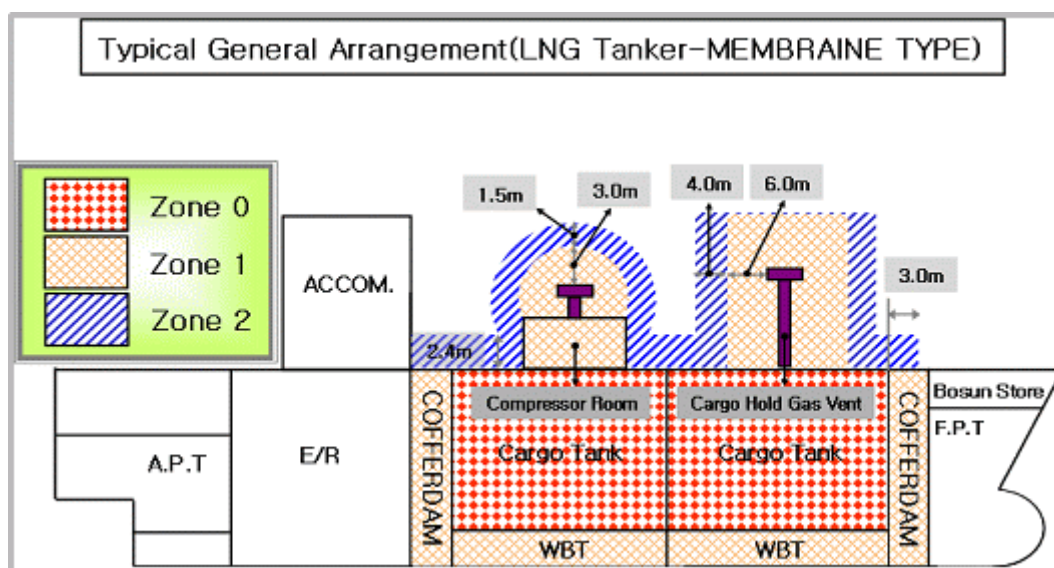 Typical General Arrangement(LNG Tanker-MEMBRAINE TYPE)
Zone 0
Zone 1
Zone 2
ACCOM.
1.5m
3.0m
4.0m
6.0m
3.0m
2.4m
Compressor Room
Cargo Hold Gas Vent
Bosun Store
F.P.T
A.P.T
E/R
COFFERDAM
Cargo Tank
Cargo Tank
COFFERDAM
WBT
WBT